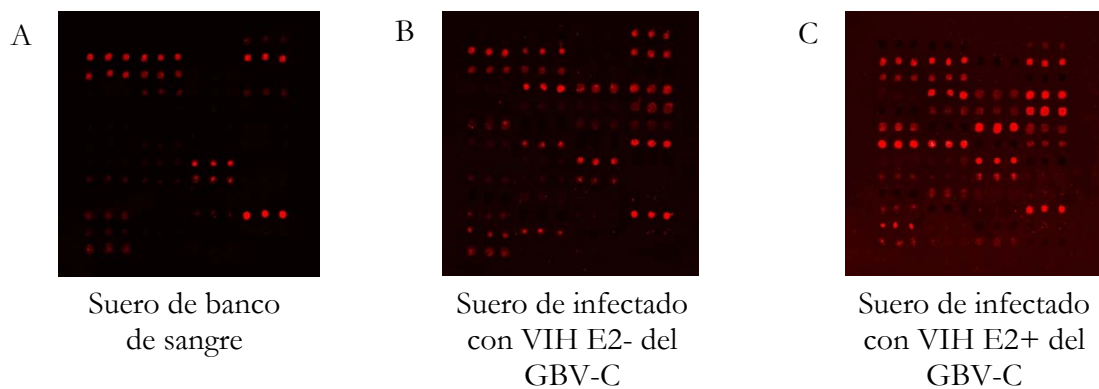 A
B
C
Suero de banco
de sangre
Suero de infectado
con VIH E2- del
GBV-C
Suero de infectado
con VIH E2+ del
GBV-C